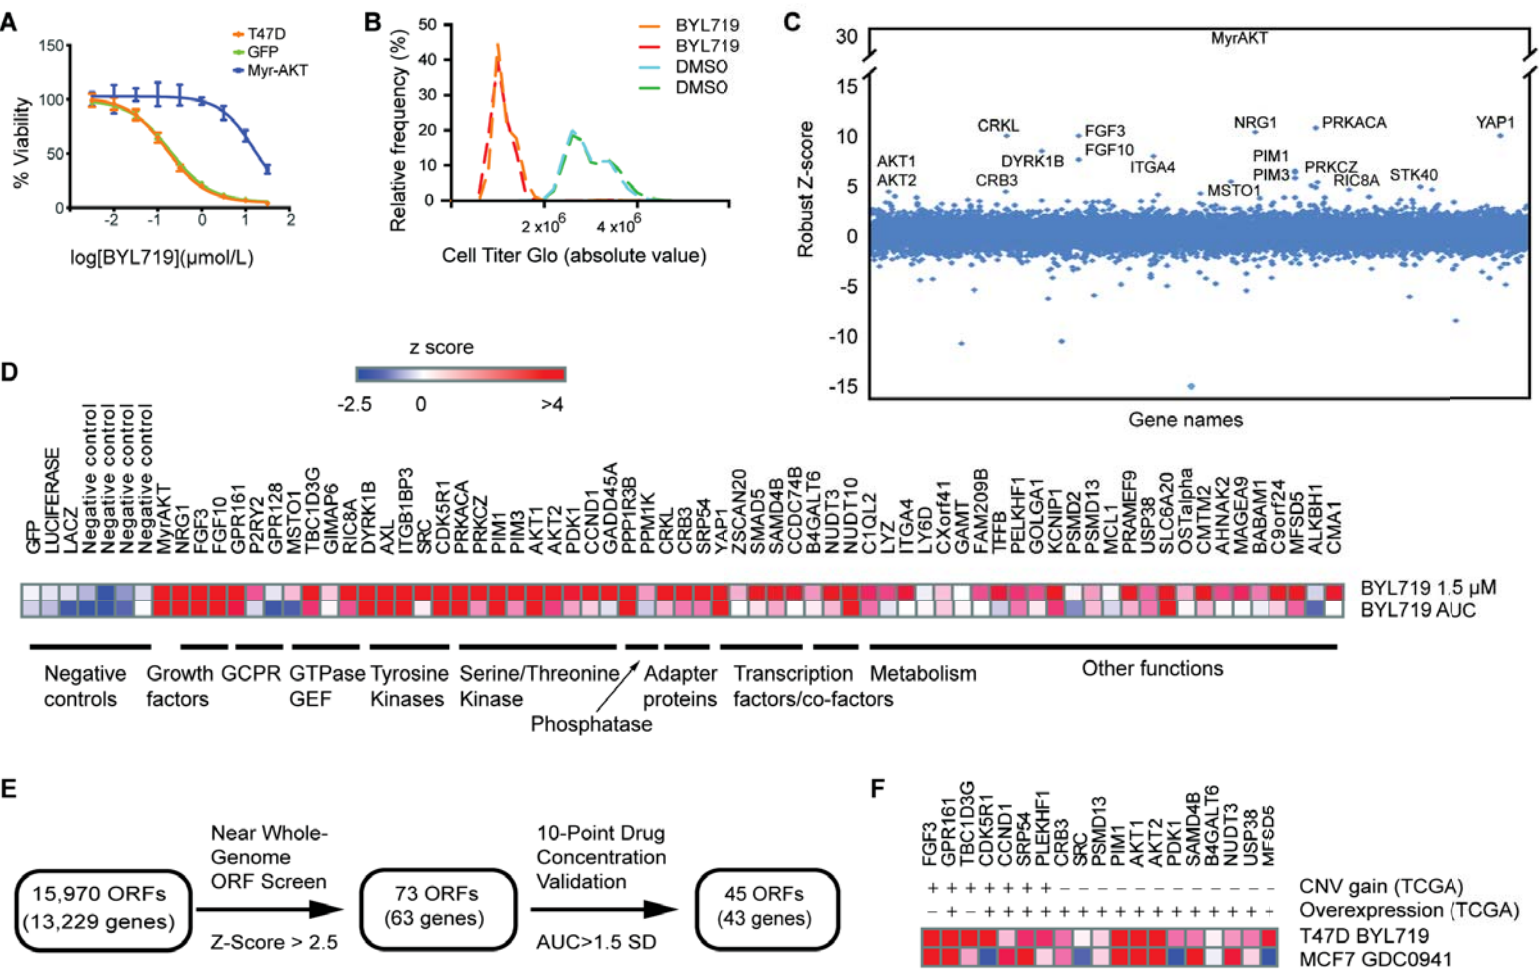 A
T47D
GFP
Myr-AKT
150
100
50
0
% Viability
-2 -1 0 1 2
log[BYL719](µmol/L)
B
BYL719
BYL719
DMSO
DMSO
50
40
30
20
10
0
Relative frequency (%)
2 x10⁶ 4 x10⁶
Cell Titer Glo (absolute value)
C
30
15
10
5
0
-5
-10
-15
Robust Z-score
MyrAKT
CRKL
FGF3
NRG1
PRKACA
YAP1
DYRK1B
FGF10
AKT1
ITGA4
PIM1
PRKCZ
AKT2
CRB3
PIM3
RIC8A
STK40
MSTO1
Gene names
D
z score
-2.5 0 >4
GFP
LUCIFERASE
LACZ
Negative control
Negative control
Negative control
Negative control
MyrAKT
NRG1
FGF3
FGF10
GPR161
P2RY2
GPR128
MSTO1
TBC1D3G
GIMAP6
RIC8A
DYRK1B
AXL
ITGB1BP3
SRC
CDK5R1
PRKACA
PRKCZ
PIM1
PIM3
AKT1
AKT2
PDK1
CCND1
GADD45A
PPP1R3B
PPM1K
CRKL
CRB3
SRP54
YAP1
ZSCAN20
SMAD5
SAMD4B
CCDC74B
B4GALT6
NUDT3
NUDT10
C1QL2
LYZ
ITGA4
LY6D
CXorf41
GAMT
FAM209B
TFFB
PELKHF1
GOLGA1
KCNIP1
PSMD2
PSMD13
MCL1
PRAMEF9
USP38
SLC6A20
OSTalpha
CMTM2
AHNAK2
MAGEA9
BABAM1
C9orf24
MFSD5
ALKBH1
CMA1
BYL719 1.5 µM
BYL719 AUC
Negative
controls
Growth
factors
GCPR
GTPase
GEF
Tyrosine
Kinases
Serine/Threonine
Kinase
Phosphatase
Adapter
proteins
Transcription
factors/co-factors
Metabolism
Other functions
E
15,970 ORFs
(13,229 genes)
Near Whole-
Genome
ORF Screen
Z-Score > 2.5
73 ORFs
(63 genes)
10-Point Drug
Concentration
Validation
AUC>1.5 SD
45 ORFs
(43 genes)
F
FGF3
GPR161
TBC1D3G
CDK5R1
CCND1
SRP54
PLEKHF1
CRB3
SRC
PSMD13
PIM1
AKT1
AKT2
PDK1
SAMD4B
B4GALT6
NUDT3
USP38
MFSD5
+ + + + + + + – – – – – – – – – – – – CNV gain (TCGA)
– + – + + + + + + + + + + + + + + + – Overexpression (TCGA)
T47D BYL719
MCF7 GDC0941